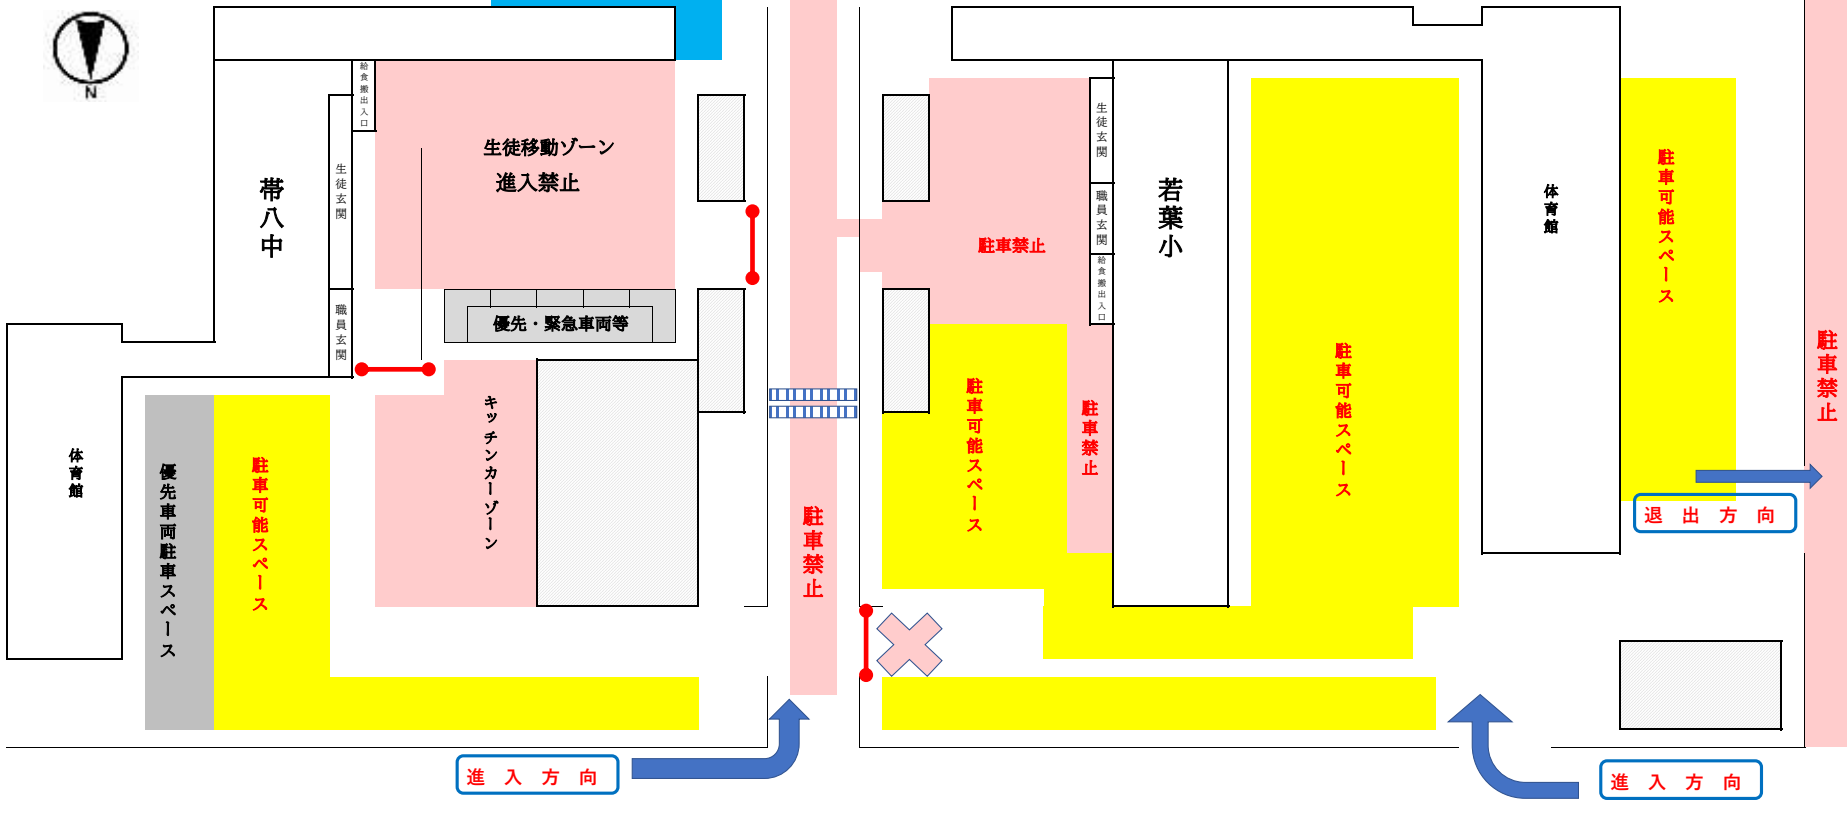 N
給食搬出入口
生徒移動ゾーン
進入禁止
生徒玄関
帯八中
職員玄関
優先・緊急車両等
キッチンカーゾーン
体育館
優先車両駐車スペース
駐車可能スペース
駐車禁止
進入方向
生徒玄関
職員玄関
給食搬出入口
若葉小
駐車禁止
駐車可能スペース
駐車禁止
駐車可能スペース
体育館
駐車可能スペース
駐車禁止
退出方向
進入方向